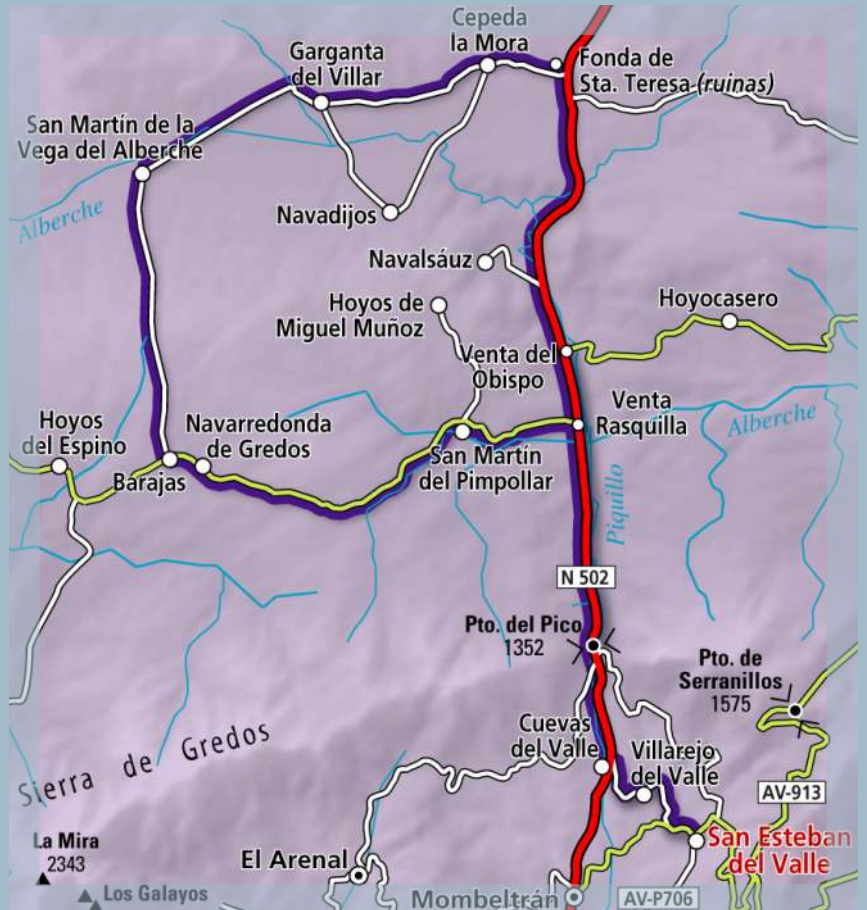 Cepeda
la Mora
Garganta
del Villar
Fonda de
Sta. Teresa (ruinas)
San Martín de la
Vega del Alberche
Alberche
Navadijos
Navalsáuz
Hoyos de
Miguel Muñoz
Hoyocasero
Venta del
Obispo
Venta
Rasquilla
Alberche
Hoyos
del Espino
Navarredonda
de Gredos
Barajas
San Martín
del Pimpollar
Piquillo
N 502
Pto. del Pico
1352
Pto. de
Serranillos
1575
Sierra de Gredos
Cuevas
del Valle
Villarejo
del Valle
AV-913
La Mira
2343
El Arenal
San Esteban
del Valle
Los Galayos
Mombeltrán
AV-P706